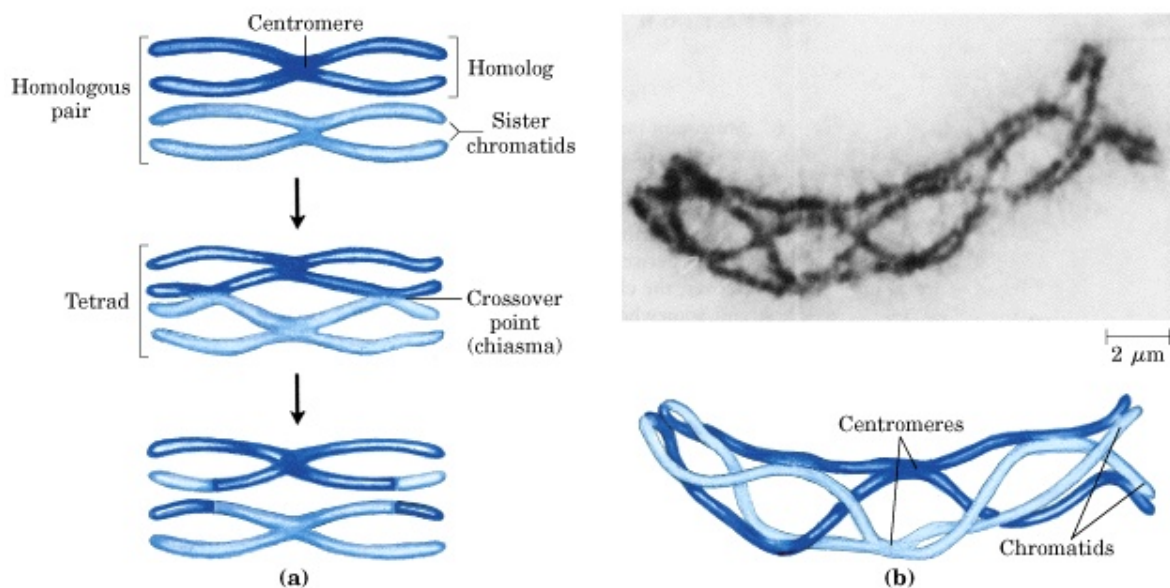 Centromere
Homologous
pair
Homolog
Sister
chromatids
Tetrad
Crossover
point
(chiasma)
(a)
2 μm
Centromeres
Chromatids
(b)